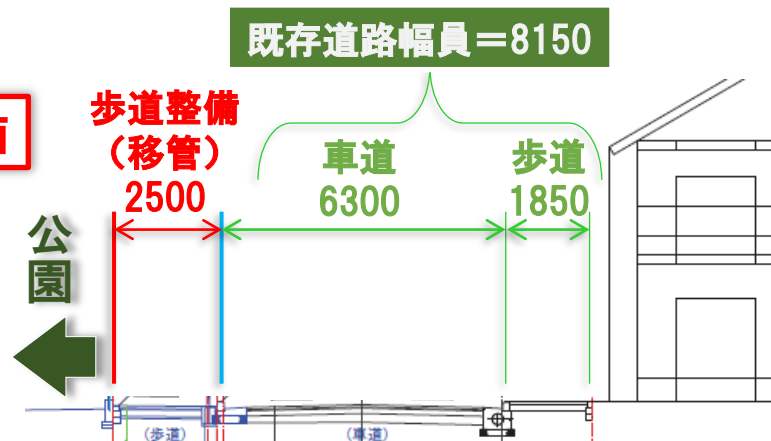 既存道路幅員＝8150
歩道整備
（移管）
2500
車道
6300
歩道
1850
公園
（歩道）
（車道）